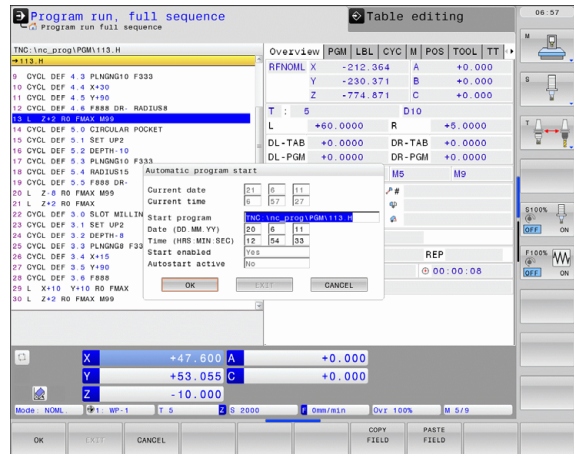 Program run, full sequence
Program run full sequence
Table editing
06:57
TNC:\nc_prog\PGM\113.H
→113.H
9 CYCL DEF 4.3 PLNGNG10 F333
10 CYCL DEF 4.4 X+30
11 CYCL DEF 4.5 Y+90
12 CYCL DEF 4.6 F888 DR- RADIUS8
13 L Z+2 R0 FMAX M99
14 CYCL DEF 5.0 CIRCULAR POCKET
15 CYCL DEF 5.1 SET UP2
16 CYCL DEF 5.2 DEPTH-10
17 CYCL DEF 5.3 PLNGNG10 F333
18 CYCL DEF 5.4 RADIUS15
19 CYCL DEF 5.5 F888 DR-
20 L Z-8 R0 FMAX M99
21 L Z+2 R0 FMAX
22 CYCL DEF 3.0 SLOT MILLIN
23 CYCL DEF 3.1 SET UP2
24 CYCL DEF 3.2 DEPTH-8
25 CYCL DEF 3.3 PLNGNG8 F33
26 CYCL DEF 3.4 X+15
27 CYCL DEF 3.5 Y+90
28 CYCL DEF 3.6 F888
29 L X+10 Y+10 R0 FMAX
30 L Z+2 R0 FMAX M99
Overview PGM LBL CYC M POS TOOL TT
RFNOML X -212.364 A +0.000
Y -230.371 B +0.000
Z -774.871 C +0.000
T : 5 D10
L +60.0000 R +5.0000
DL-TAB +0.0000 DR-TAB +0.0000
DL-PGM +0.0000 DR-PGM +0.0000
M5 M9
P#
REP
00:00:08
Automatic program start
Current date 21 6 11
Current time 6 57 27
Start program TNC:\nc_prog\PGM\113.H
Date (DD.MM.YY) 20 6 11
Time (HRS:MIN:SEC) 12 54 33
Start enabled Yes
Autostart active No
OK EXIT CANCEL
X +47.600 A +0.000
Y +53.055 C +0.000
Z -10.000
Mode: NOML. 1: WP-1 T 5 Z S 2000 F 0mm/min Ovr 100% M 5/9
OK EXIT CANCEL COPY FIELD PASTE FIELD
M
S
T
S100%
OFF ON
F100%
OFF ON